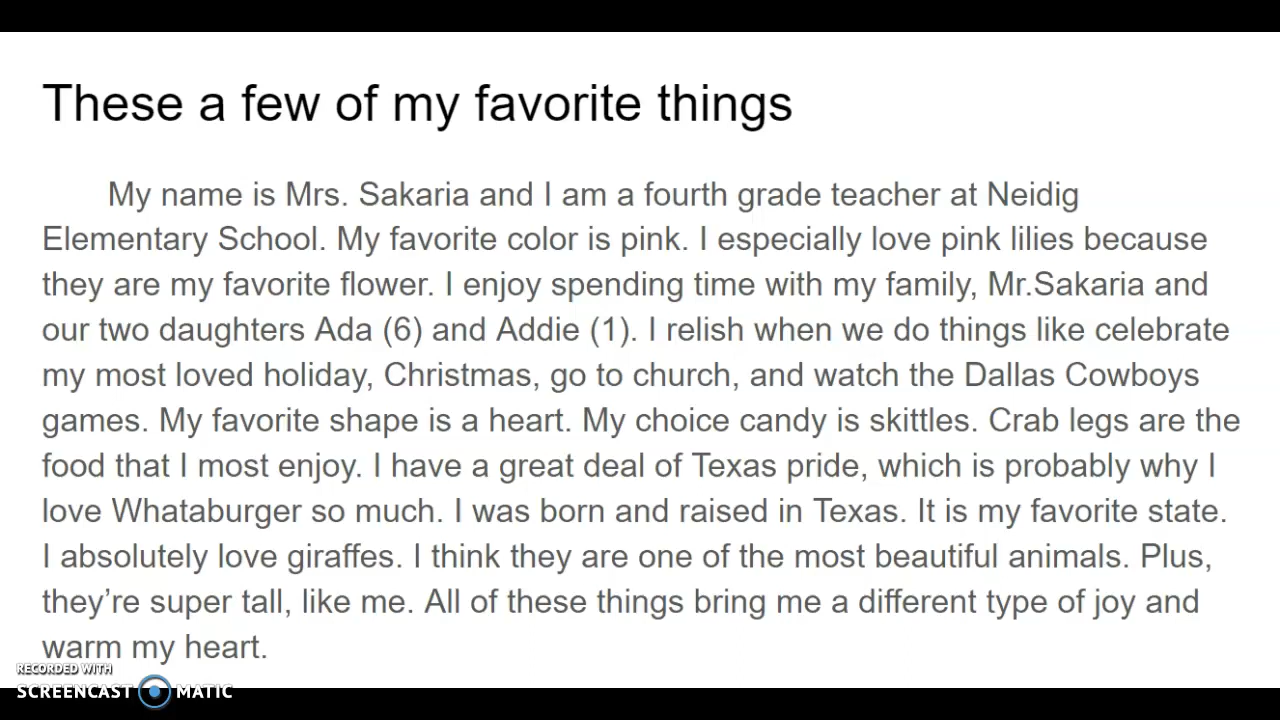 These a few of my favorite things
My name is Mrs. Sakaria and I am a fourth grade teacher at Neidig
Elementary School. My favorite color is pink. I especially love pink lilies because
they are my favorite flower. I enjoy spending time with my family, Mr.Sakaria and
our two daughters Ada (6) and Addie (1). I relish when we do things like celebrate
my most loved holiday, Christmas, go to church, and watch the Dallas Cowboys
games. My favorite shape is a heart. My choice candy is skittles. Crab legs are the
food that I most enjoy. I have a great deal of Texas pride, which is probably why I
love Whataburger so much. I was born and raised in Texas. It is my favorite state.
I absolutely love giraffes. I think they are one of the most beautiful animals. Plus,
they’re super tall, like me. All of these things bring me a different type of joy and
warm my heart.
RECORDED WITH
SCREENCAST MATIC